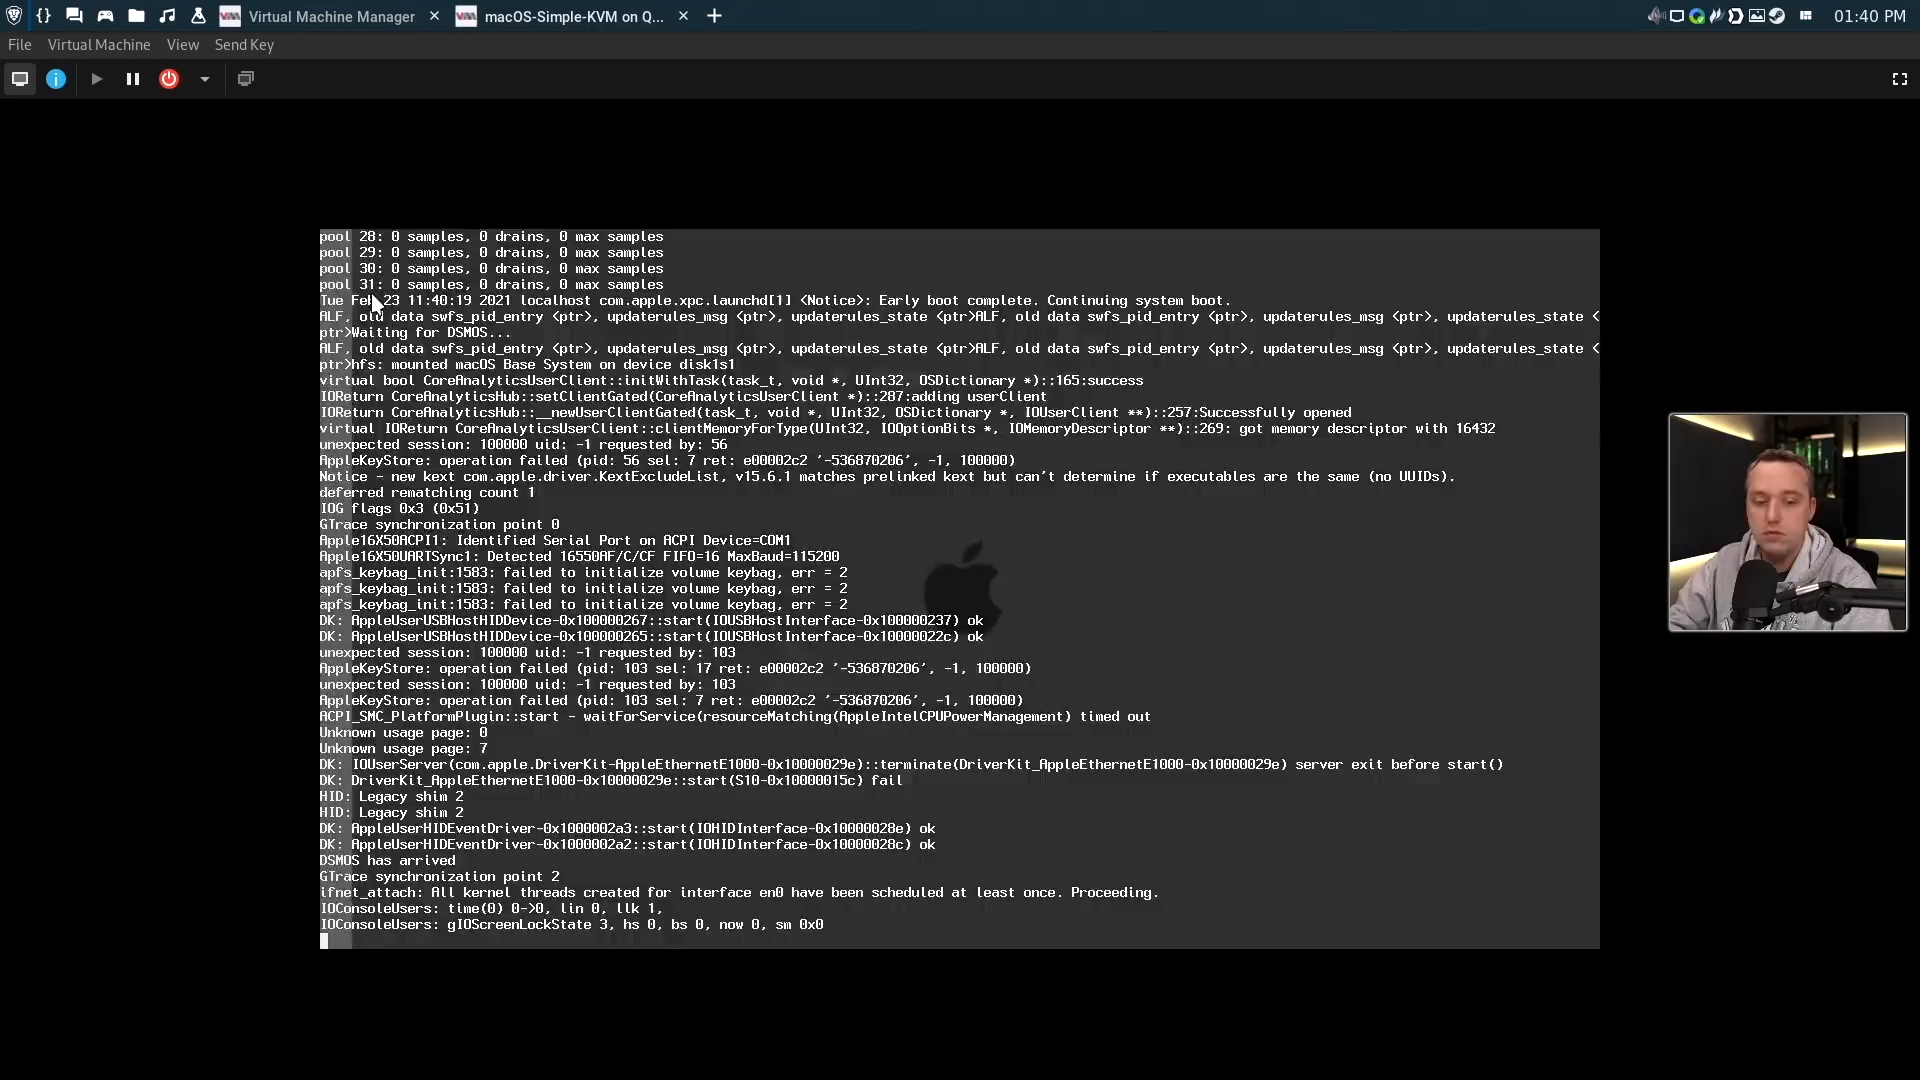 Virtual Machine Manager
macOS-Simple-KVM on Q...
01:40 PM
File Virtual Machine View Send Key
pool 28: 0 samples, 0 drains, 0 max samples
pool 29: 0 samples, 0 drains, 0 max samples
pool 30: 0 samples, 0 drains, 0 max samples
pool 31: 0 samples, 0 drains, 0 max samples
Tue Feb 23 11:40:19 2021 localhost com.apple.xpc.launchd[1] <Notice>: Early boot complete. Continuing system boot.
ALF, old data swfs_pid_entry <ptr>, updaterules_msg <ptr>, updaterules_state <ptr>ALF, old data swfs_pid_entry <ptr>, updaterules_msg <ptr>, updaterules_state <
ptr>Waiting for DSMOS...
ALF, old data swfs_pid_entry <ptr>, updaterules_msg <ptr>, updaterules_state <ptr>ALF, old data swfs_pid_entry <ptr>, updaterules_msg <ptr>, updaterules_state <
ptr>hfs: mounted macOS Base System on device disk1s1
virtual bool CoreAnalyticsUserClient::initWithTask(task_t, void *, UInt32, OSDictionary *)::165:success
IOReturn CoreAnalyticsHub::setClientGated(CoreAnalyticsUserClient *)::287:adding userClient
IOReturn CoreAnalyticsHub::__newUserClientGated(task_t, void *, UInt32, OSDictionary *, IOUserClient **)::257:Successfully opened
virtual IOReturn CoreAnalyticsUserClient::clientMemoryForType(UInt32, IOOptionBits *, IOMemoryDescriptor **)::269: got memory descriptor with 16432
unexpected session: 100000 uid: -1 requested by: 56
AppleKeyStore: operation failed (pid: 56 sel: 7 ret: e00002c2 '-536870206', -1, 100000)
Notice - new kext com.apple.driver.KextExcludeList, v15.6.1 matches prelinked kext but can't determine if executables are the same (no UUIDs).
deferred rematching count 1
IOG flags 0x3 (0x51)
GTrace synchronization point 0
Apple16X50ACPI1: Identified Serial Port on ACPI Device=COM1
Apple16X50UARTSync1: Detected 16550AF/C/CF FIFO=16 MaxBaud=115200
apfs_keybag_init:1583: failed to initialize volume keybag, err = 2
apfs_keybag_init:1583: failed to initialize volume keybag, err = 2
apfs_keybag_init:1583: failed to initialize volume keybag, err = 2
DK: AppleUserUSBHostHIDDevice-0x100000267::start(IOUSBHostInterface-0x100000237) ok
DK: AppleUserUSBHostHIDDevice-0x100000265::start(IOUSBHostInterface-0x10000022c) ok
unexpected session: 100000 uid: -1 requested by: 103
AppleKeyStore: operation failed (pid: 103 sel: 17 ret: e00002c2 '-536870206', -1, 100000)
unexpected session: 100000 uid: -1 requested by: 103
AppleKeyStore: operation failed (pid: 103 sel: 7 ret: e00002c2 '-536870206', -1, 100000)
ACPI_SMC_PlatformPlugin::start - waitForService(resourceMatching(AppleIntelCPUPowerManagement) timed out
Unknown usage page: 0
Unknown usage page: 7
DK: IOUserServer(com.apple.DriverKit-AppleEthernetE1000-0x10000029e)::terminate(DriverKit_AppleEthernetE1000-0x10000029e) server exit before start()
DK: DriverKit_AppleEthernetE1000-0x10000029e::start(S10-0x10000015c) fail
HID: Legacy shim 2
HID: Legacy shim 2
DK: AppleUserHIDEventDriver-0x1000002a3::start(IOHIDInterface-0x10000028e) ok
DK: AppleUserHIDEventDriver-0x1000002a2::start(IOHIDInterface-0x10000028c) ok
DSMOS has arrived
GTrace synchronization point 2
ifnet_attach: All kernel threads created for interface en0 have been scheduled at least once. Proceeding.
IOConsoleUsers: time(0) 0->0, lin 0, llk 1,
IOConsoleUsers: gIOScreenLockState 3, hs 0, bs 0, now 0, sm 0x0